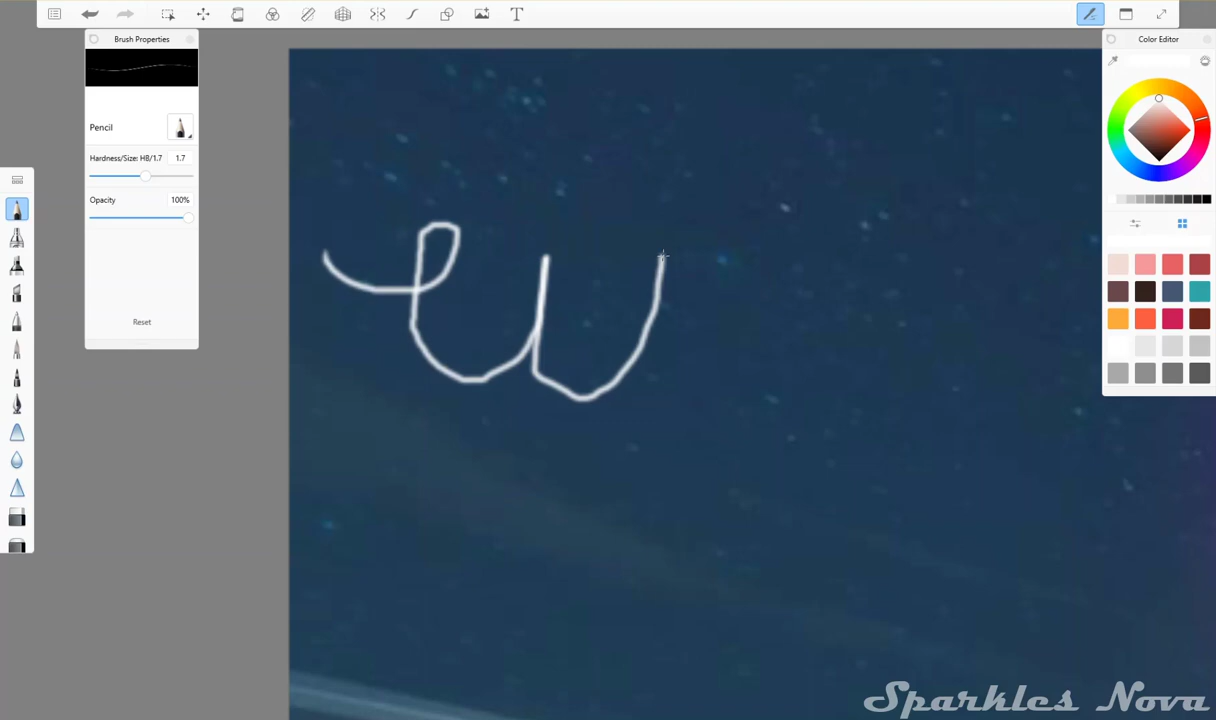 Brush Properties
Pencil
Hardness/Size: HB/1.7 1.7
Opacity 100%
Reset
Color Editor
Sparkles Nova